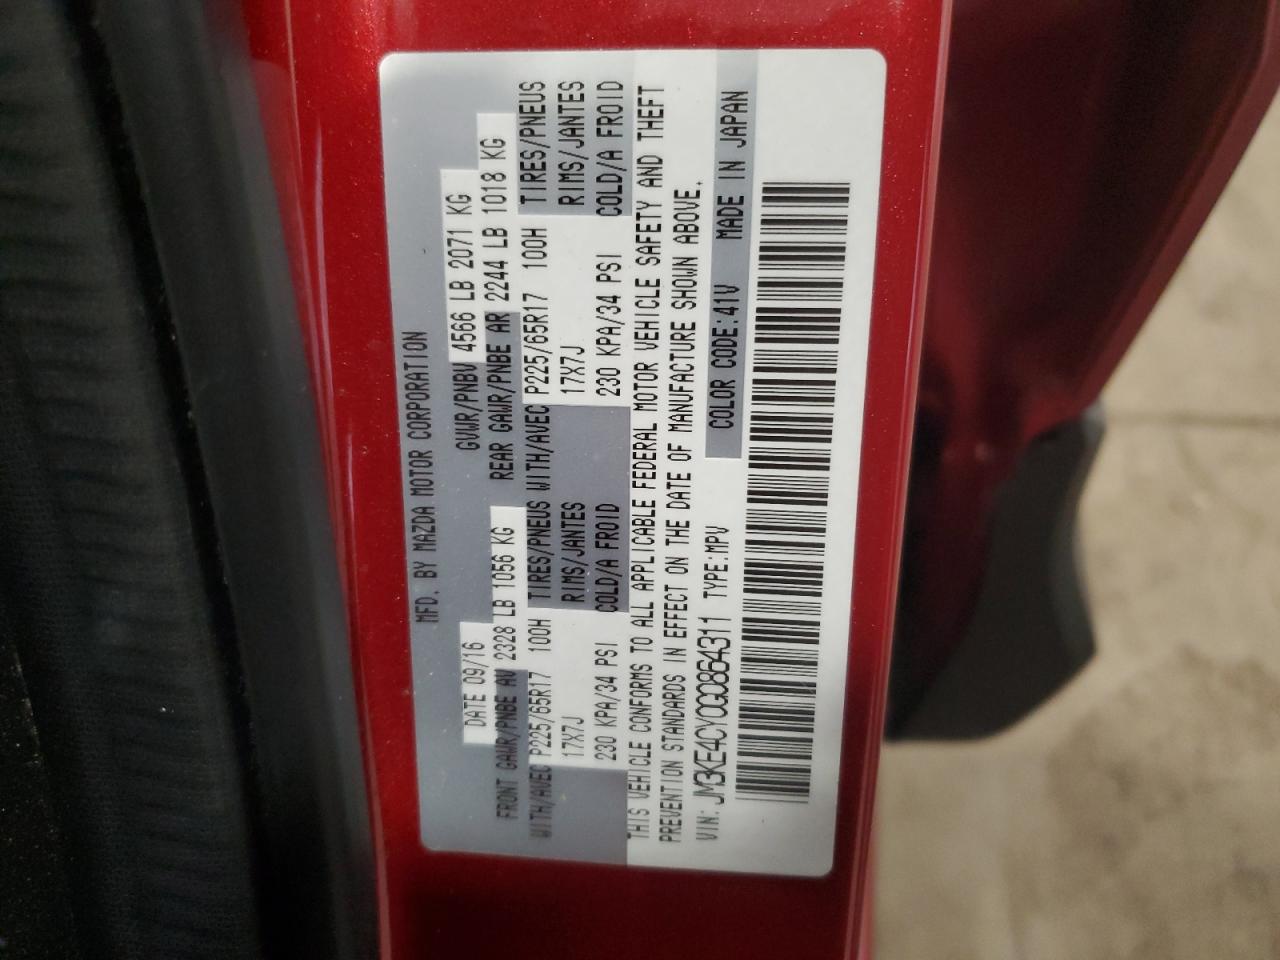 MFD. BY MAZDA MOTOR CORPORATION
DATE 09/16 GVWR/PNBV 4566 LB 2071 KG
FRONT GAWR/PNBE AV 2328 LB 1056 KG REAR GAWR/PNBE AR 2244 LB 1018 KG
WITH/AVEC P225/65R17 100H TIRES/PNEUS WITH/AVEC P225/65R17 100H TIRES/PNEUS
17X7J RIMS/JANTES 17X7J RIMS/JANTES
230 KPA/34 PSI COLD/A FROID 230 KPA/34 PSI COLD/A FROID
THIS VEHICLE CONFORMS TO ALL APPLICABLE FEDERAL MOTOR VEHICLE SAFETY AND THEFT
PREVENTION STANDARDS IN EFFECT ON THE DATE OF MANUFACTURE SHOWN ABOVE.
VIN: JM3KE4CY0G0864311 TYPE:MPV COLOR CODE:41V MADE IN JAPAN